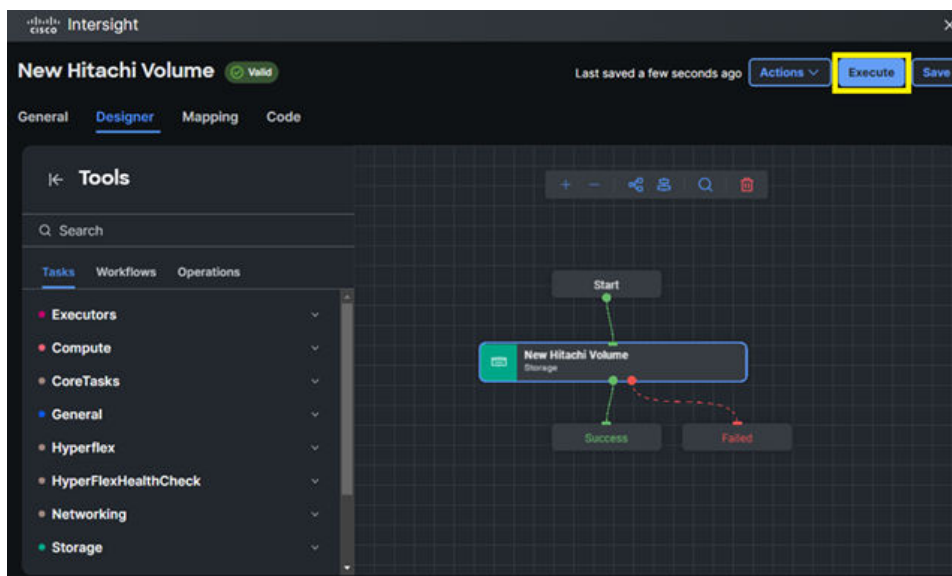 cisco Intersight
New Hitachi Volume Valid
Last saved a few seconds ago Actions Execute Save
General Designer Mapping Code
Tools
Search
Tasks Workflows Operations
Executors
Compute
CoreTasks
General
Hyperflex
HyperFlexHealthCheck
Networking
Storage
Start
New Hitachi Volume
Storage
Success Failed